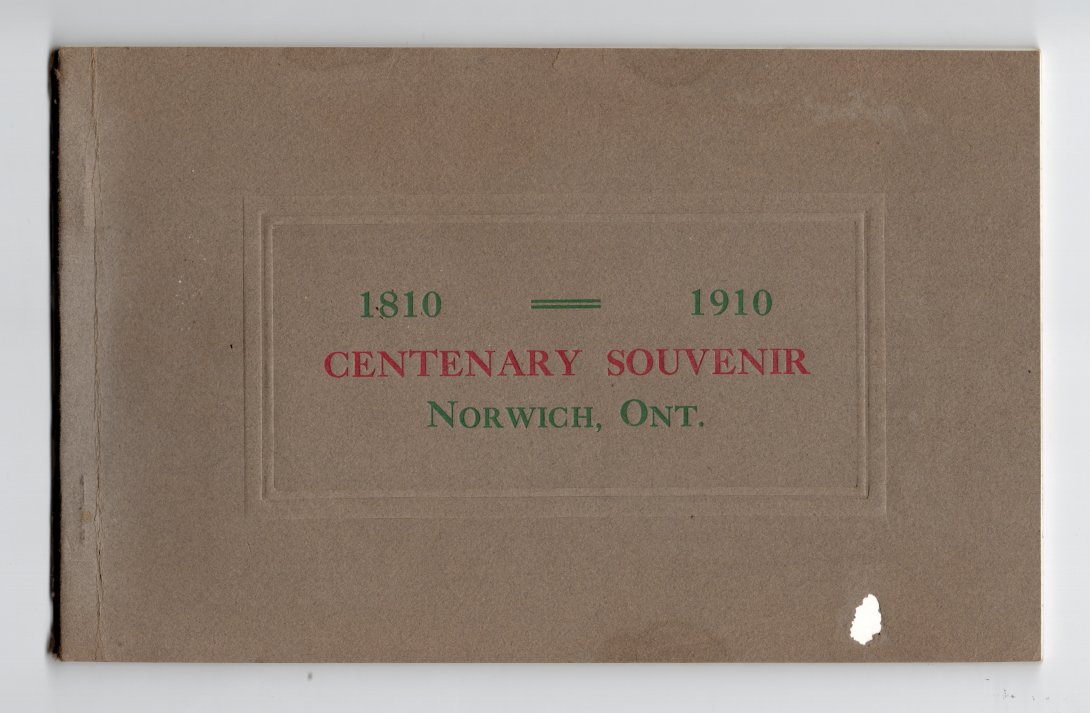 1810 == 1910
CENTENARY SOUVENIR
NORWICH, ONT.